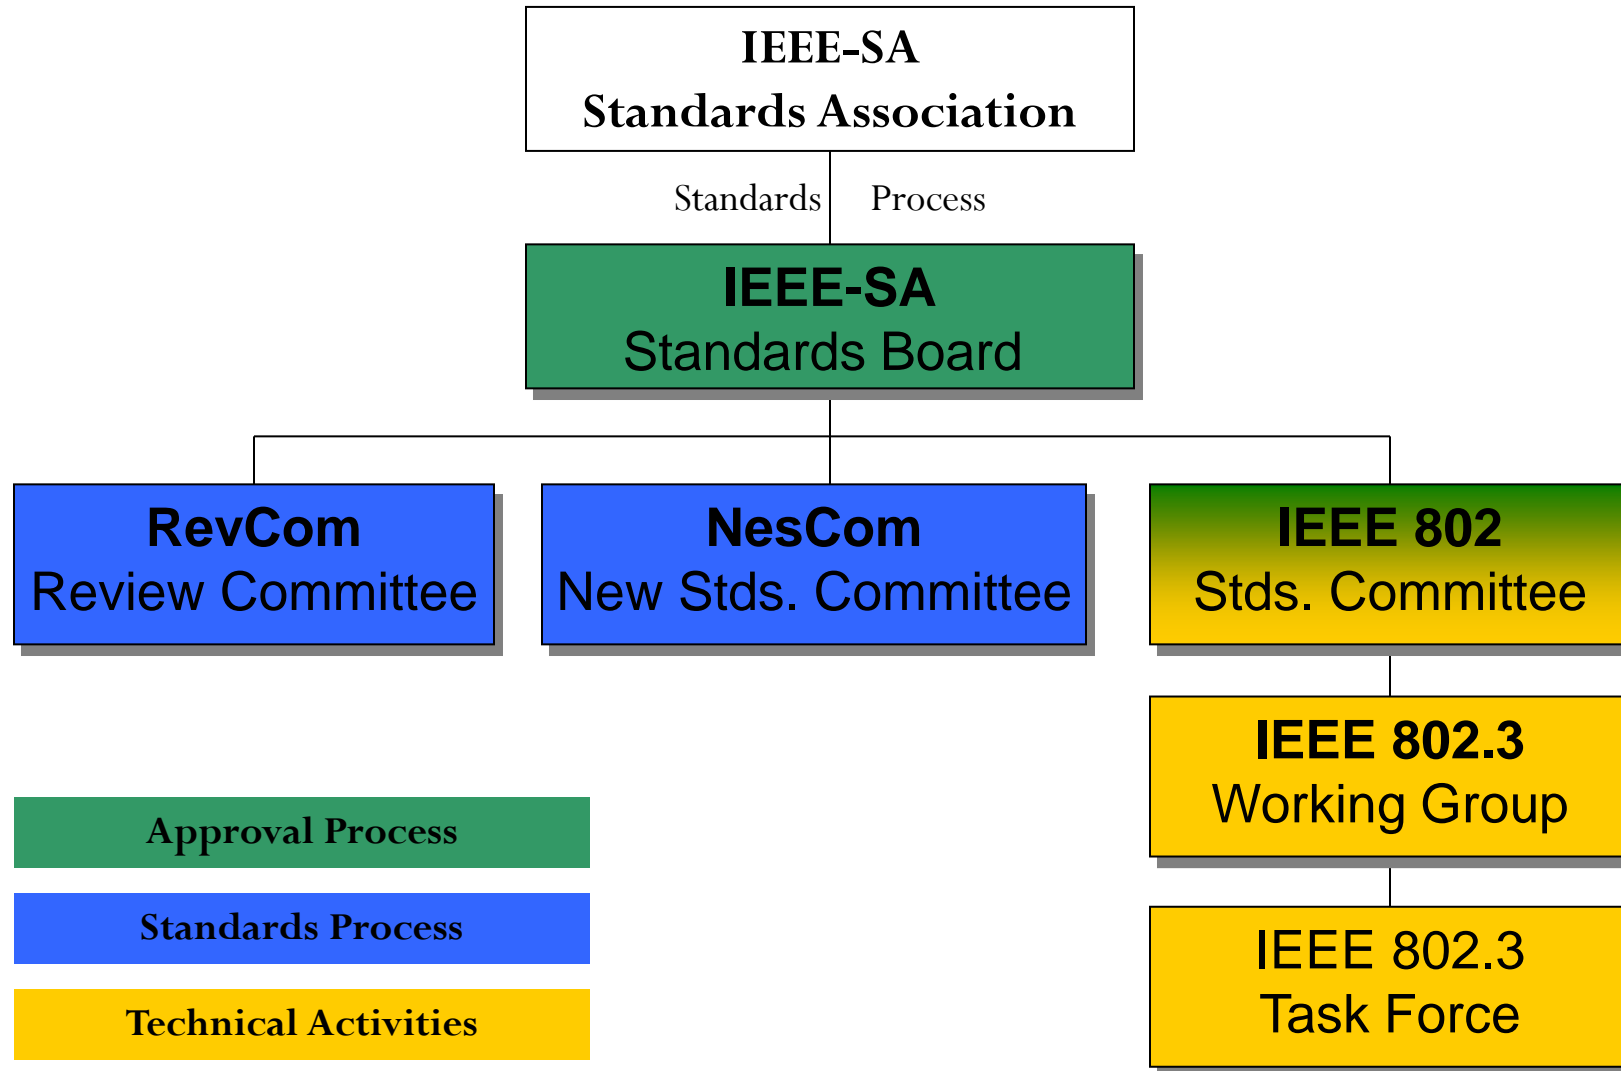 IEEE-SA
Standards Association
Standards Process
IEEE-SA
Standards Board
RevCom
Review Committee
NesCom
New Stds. Committee
IEEE 802
Stds. Committee
IEEE 802.3
Working Group
IEEE 802.3
Task Force
Approval Process
Standards Process
Technical Activities